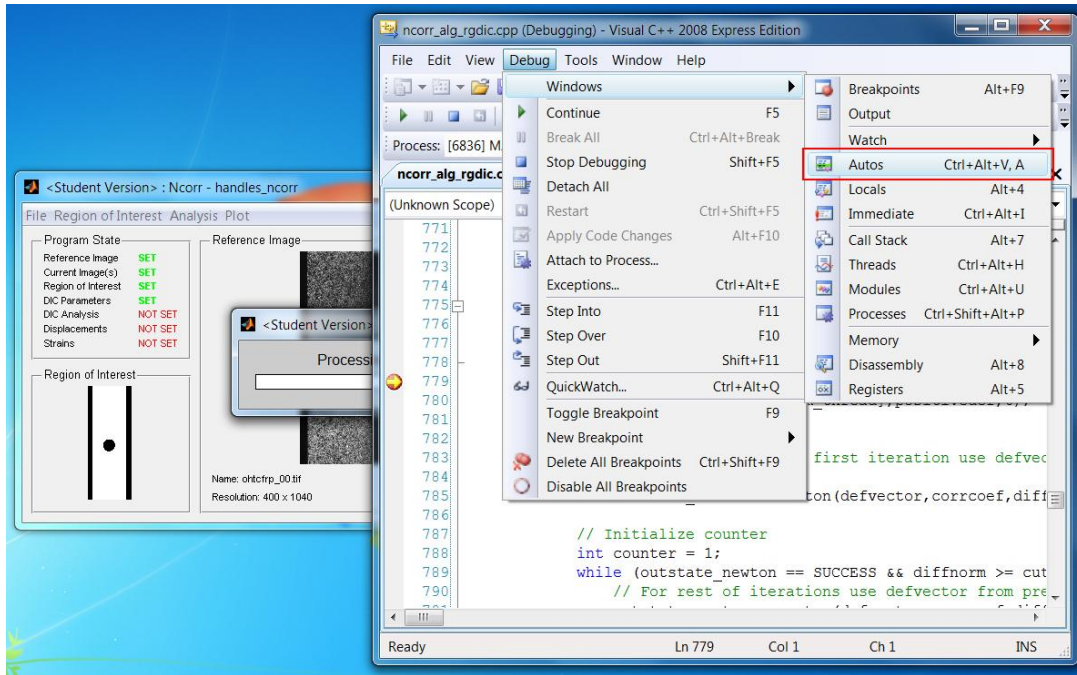 <Student Version> : Ncorr - handles_ncorr
File Region of Interest Analysis Plot
Program State
Reference Image SET
Current Image(s) SET
Region of Interest SET
DIC Parameters SET
DIC Analysis NOT SET
Displacements NOT SET
Strains NOT SET
Region of Interest
Reference Image
Name: ohtcfrp_00.tif
Resolution: 400 x 1040
<Student Version>
Processi
ncorr_alg_rgdic.cpp (Debugging) - Visual C++ 2008 Express Edition
File Edit View Debug Tools Window Help
Process: [6836] M
ncorr_alg_rgdic.c
(Unknown Scope)
Windows
Continue F5
Break All Ctrl+Alt+Break
Stop Debugging Shift+F5
Detach All
Restart Ctrl+Shift+F5
Apply Code Changes Alt+F10
Attach to Process...
Exceptions... Ctrl+Alt+E
Step Into F11
Step Over F10
Step Out Shift+F11
QuickWatch... Ctrl+Alt+Q
Toggle Breakpoint F9
New Breakpoint
Delete All Breakpoints Ctrl+Shift+F9
Disable All Breakpoints
Breakpoints Alt+F9
Output
Watch
Autos Ctrl+Alt+V, A
Locals Alt+4
Immediate Ctrl+Alt+I
Call Stack Alt+7
Threads Ctrl+Alt+H
Modules Ctrl+Alt+U
Processes Ctrl+Shift+Alt+P
Memory
Disassembly Alt+8
Registers Alt+5
771
772
773
774
775
776
777
778
779
780
781
782
783 first iteration use defvec
784
785 ton(defvector,corrcoef,diff
786
787 // Initialize counter
788 int counter = 1;
789 while (outstate_newton == SUCCESS && diffnorm >= cut
790 // For rest of iterations use defvector from pre
Ready Ln 779 Col 1 Ch 1 INS